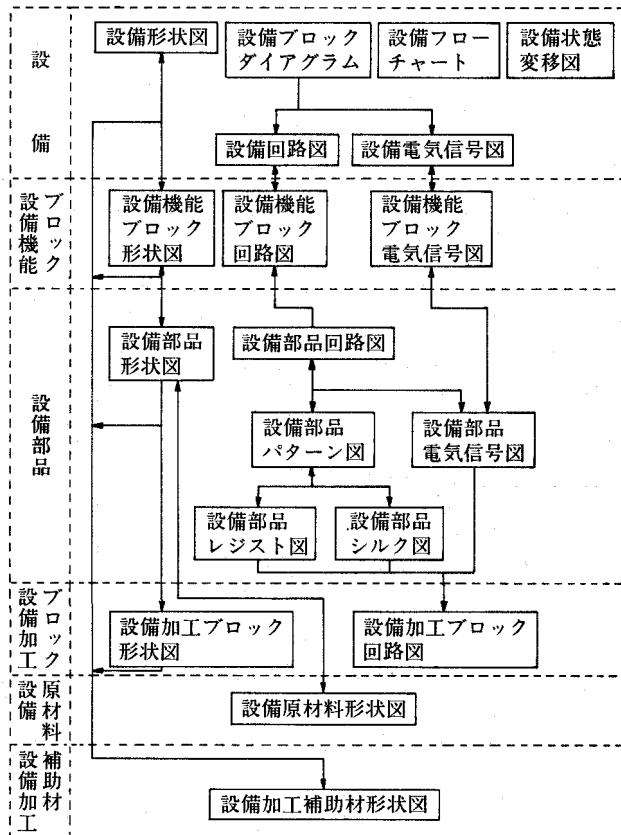 設備
設備形状図
設備ブロック
ダイアグラム
設備フロー
チャート
設備状態
変移図
設備回路図
設備電気信号図
設備機能
ブロック
設備機能
ブロック
形状図
設備機能
ブロック
回路図
設備機能
ブロック
電気信号図
設備部品
設備部品
形状図
設備部品回路図
設備部品
パターン図
設備部品
電気信号図
設備部品
レジスト図
設備部品
シルク図
設備加工
ブロック
設備加工ブロック
形状図
設備加工ブロック
回路図
設備
原材料
設備原材料形状図
設備加工
補助材
設備加工補助材形状図